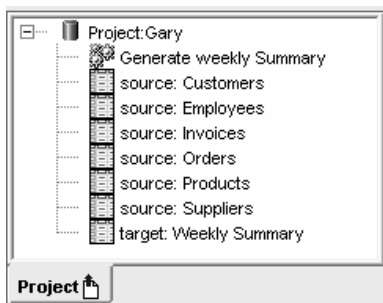 Project:Gary
Generate weekly Summary
source: Customers
source: Employees
source: Invoices
source: Orders
source: Products
source: Suppliers
target: Weekly Summary
Project